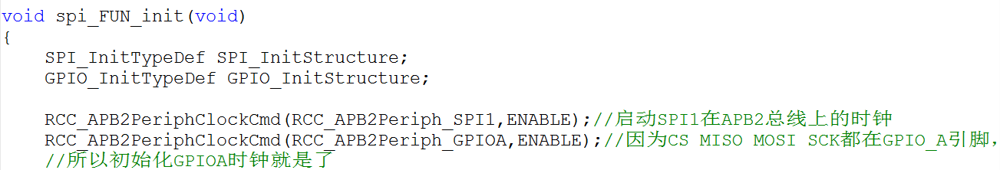 void spi_FUN_init(void)
{
SPI_InitTypeDef SPI_InitStructure;
GPIO_InitTypeDef GPIO_InitStructure;
RCC_APB2PeriphClockCmd(RCC_APB2Periph_SPI1,ENABLE);//启动SPI1在APB2总线上的时钟
RCC_APB2PeriphClockCmd(RCC_APB2Periph_GPIOA,ENABLE);//因为CS MISO MOSI SCK都在GPIO_A引脚，
//所以初始化GPIOA时钟就是了